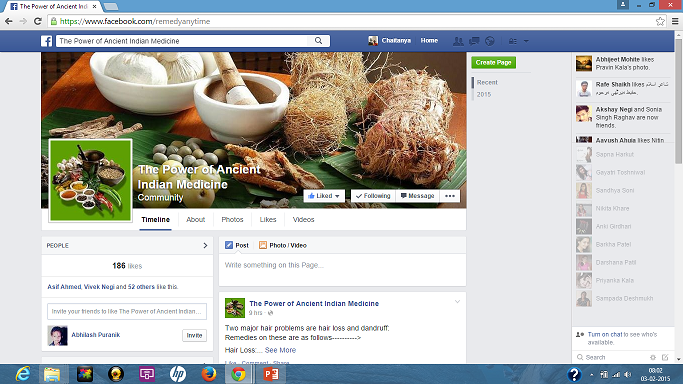 The Power of Ancient Indi
https://www.facebook.com/remedyanytime
The Power of Ancient Indian Medicine
Chaitanya
Home
Create Page
Recent
2015
The Power of Ancient
Indian Medicine
Community
Liked
Following
Message
Timeline
About
Photos
Likes
Videos
PEOPLE
186 likes
Asif Ahmed, Vivek Negi and 52 others like this.
Invite your friends to like The Power of Ancient Indian...
Abhilash Puranik
Invite
Post
Photo / Video
Write something on this Page...
The Power of Ancient Indian Medicine
9 hrs
Two major hair problems are hair loss and dandruff.
Remedies on these are as follows---------->
Hair Loss:... See More
Like · Comment · Share
Abhijeet Mohite likes
Pravin Kala's photo.
Rafe Shaikh likes
Akshay Negi and Sonia
Singh Raghav are now
friends.
Aavush Ahuja likes Nitin
Sapna Harkut
Gayatri Toshniwal
Sandhya Soni
Nikita Khare
Anki Girdhari
Barkha Patel
Darshana Patil
Priyanka Kala
Sampada Deshmukh
Turn on chat to see who's
available.
Search
08:02
03-02-2015